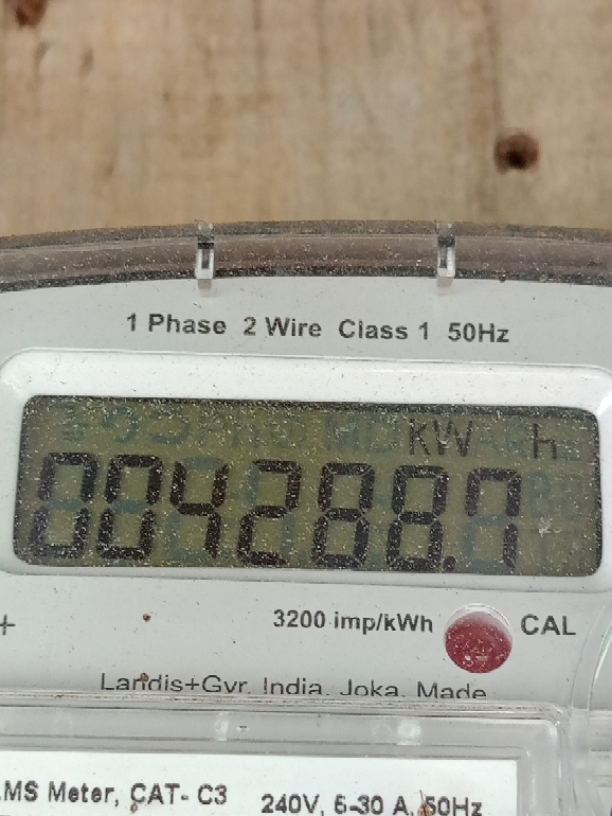 1 Phase 2 Wire Class 1 50Hz
kW h
004288.7
+
3200 imp/kWh CAL
Landis+Gyr, India, Joka, Made
MS Meter, CAT- C3 240V, 5-30 A, 50Hz